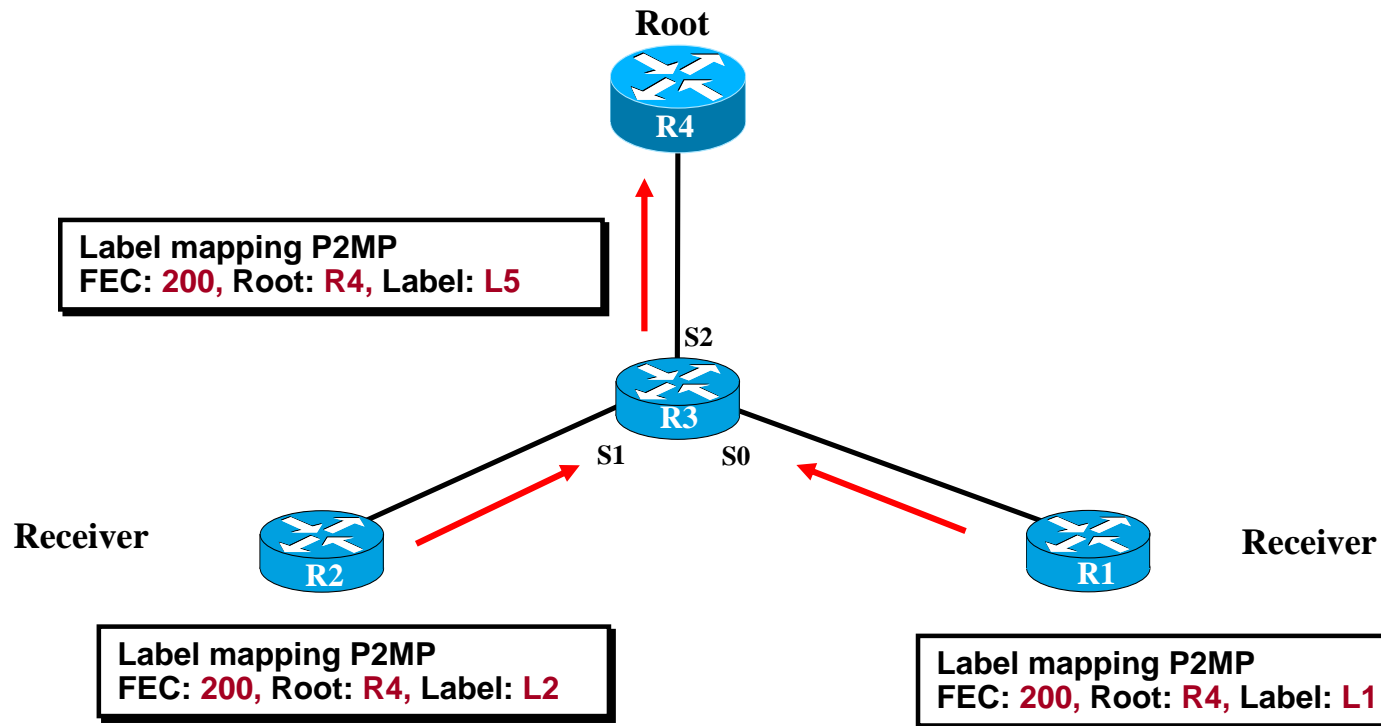 Root
R4
Label mapping P2MP
FEC: 200, Root: R4, Label: L5
S2
R3
S1
S0
Receiver
R2
R1
Receiver
Label mapping P2MP
FEC: 200, Root: R4, Label: L2
Label mapping P2MP
FEC: 200, Root: R4, Label: L1